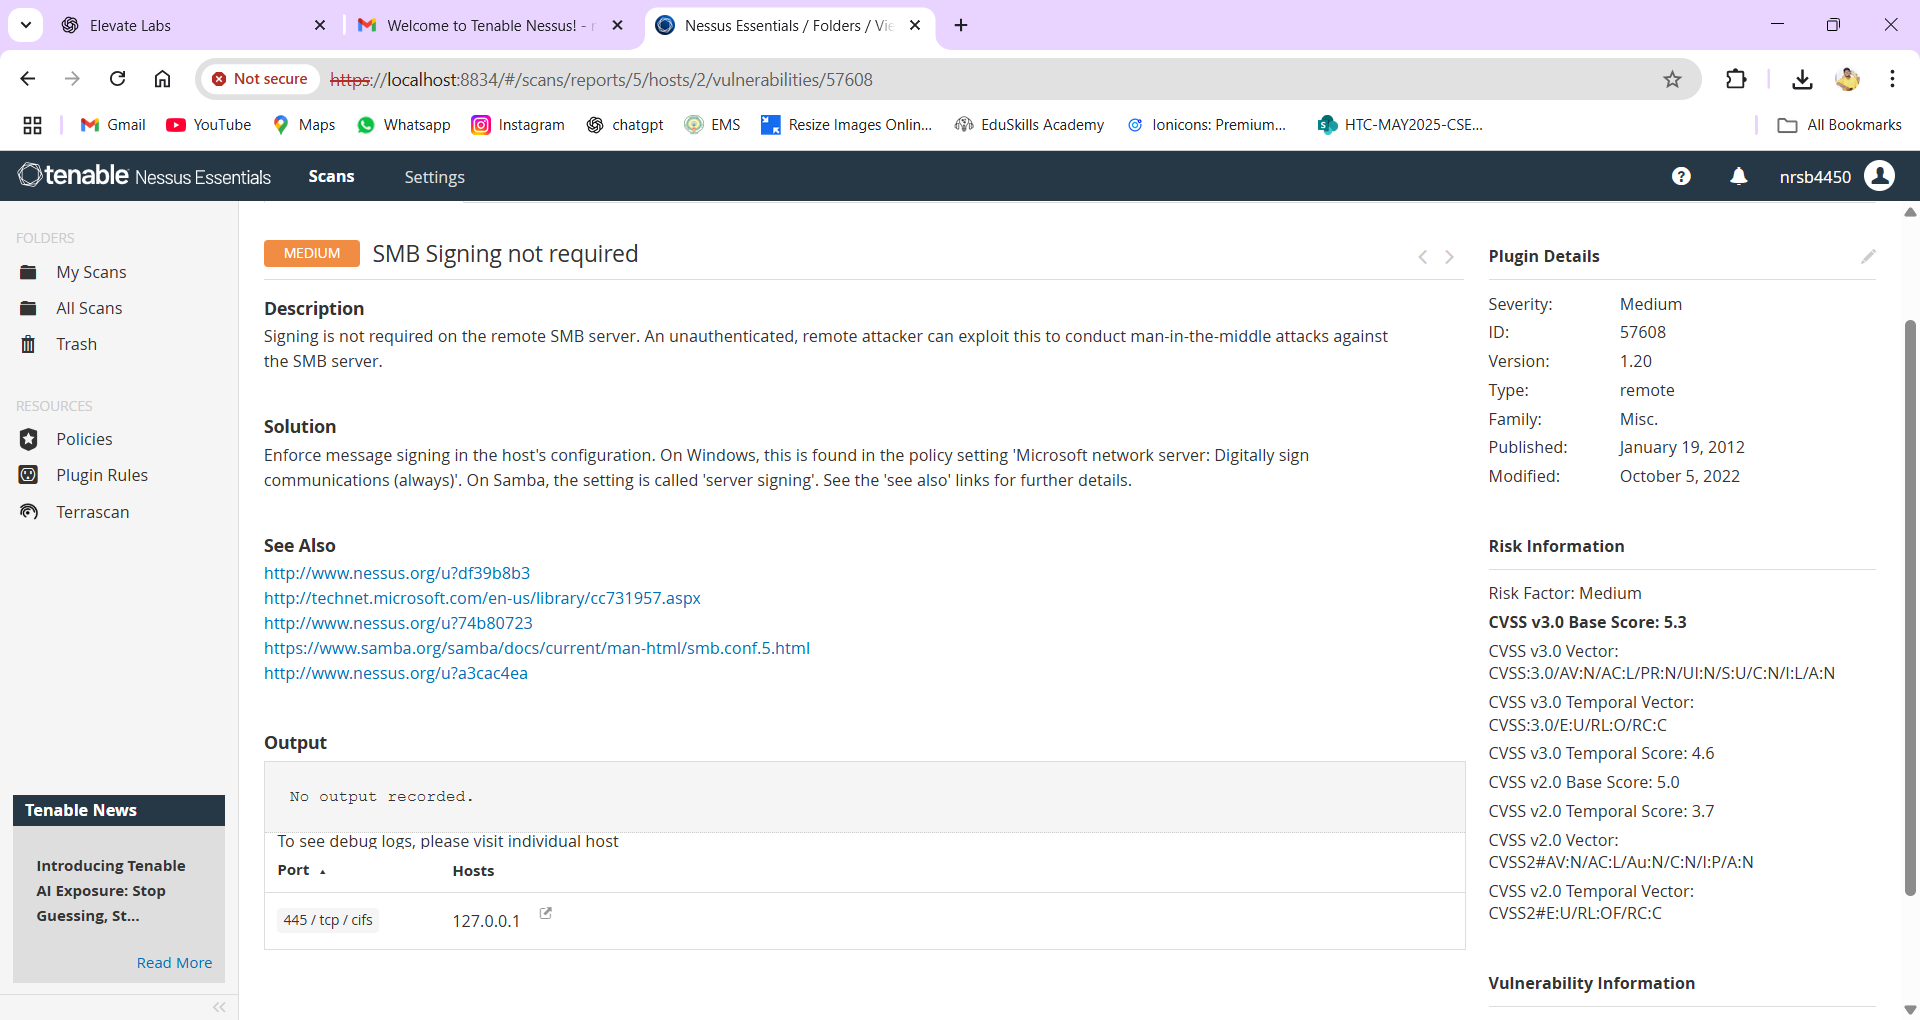 Elevate Labs
Welcome to Tenable Nessus! -
Nessus Essentials / Folders / Vie
Not secure
https://localhost:8834/#/scans/reports/5/hosts/2/vulnerabilities/57608
Gmail
YouTube
Maps
Whatsapp
Instagram
chatgpt
EMS
Resize Images Onlin...
EduSkills Academy
Ionicons: Premium...
HTC-MAY2025-CSE...
All Bookmarks
tenable Nessus Essentials
Scans
Settings
nrsb4450
FOLDERS
My Scans
All Scans
Trash
RESOURCES
Policies
Plugin Rules
Terrascan
Tenable News
Introducing Tenable
AI Exposure: Stop
Guessing, St...
Read More
MEDIUM
SMB Signing not required
Description
Signing is not required on the remote SMB server. An unauthenticated, remote attacker can exploit this to conduct man-in-the-middle attacks against
the SMB server.
Solution
Enforce message signing in the host's configuration. On Windows, this is found in the policy setting 'Microsoft network server: Digitally sign
communications (always)'. On Samba, the setting is called 'server signing'. See the 'see also' links for further details.
See Also
http://www.nessus.org/u?df39b8b3
http://technet.microsoft.com/en-us/library/cc731957.aspx
http://www.nessus.org/u?74b80723
https://www.samba.org/samba/docs/current/man-html/smb.conf.5.html
http://www.nessus.org/u?a3cac4ea
Output
No output recorded.
To see debug logs, please visit individual host
Port
Hosts
445 / tcp / cifs
127.0.0.1
Plugin Details
Severity: Medium
ID: 57608
Version: 1.20
Type: remote
Family: Misc.
Published: January 19, 2012
Modified: October 5, 2022
Risk Information
Risk Factor: Medium
CVSS v3.0 Base Score: 5.3
CVSS v3.0 Vector:
CVSS:3.0/AV:N/AC:L/PR:N/UI:N/S:U/C:N/I:L/A:N
CVSS v3.0 Temporal Vector:
CVSS:3.0/E:U/RL:O/RC:C
CVSS v3.0 Temporal Score: 4.6
CVSS v2.0 Base Score: 5.0
CVSS v2.0 Temporal Score: 3.7
CVSS v2.0 Vector:
CVSS2#AV:N/AC:L/Au:N/C:N/I:P/A:N
CVSS v2.0 Temporal Vector:
CVSS2#E:U/RL:OF/RC:C
Vulnerability Information